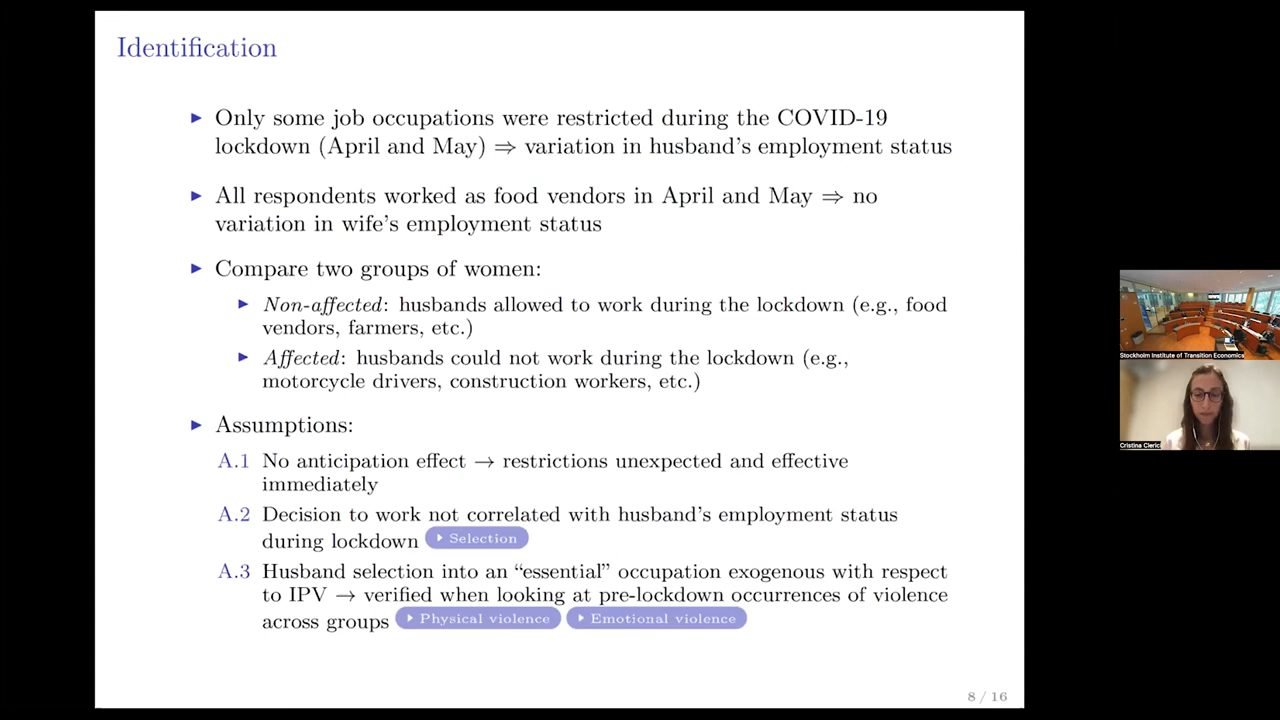 Identification
▶ Only some job occupations were restricted during the COVID-19
lockdown (April and May) ⇒ variation in husband's employment status
▶ All respondents worked as food vendors in April and May ⇒ no
variation in wife's employment status
▶ Compare two groups of women:
▶ Non-affected: husbands allowed to work during the lockdown (e.g., food
vendors, farmers, etc.)
▶ Affected: husbands could not work during the lockdown (e.g.,
motorcycle drivers, construction workers, etc.)
▶ Assumptions:
A.1 No anticipation effect → restrictions unexpected and effective
immediately
A.2 Decision to work not correlated with husband's employment status
during lockdown ▶ Selection
A.3 Husband selection into an “essential” occupation exogenous with respect
to IPV → verified when looking at pre-lockdown occurrences of violence
across groups ▶ Physical violence ▶ Emotional violence
8 / 16
Stockholm Institute of Transition Economics
Cristina Clerici